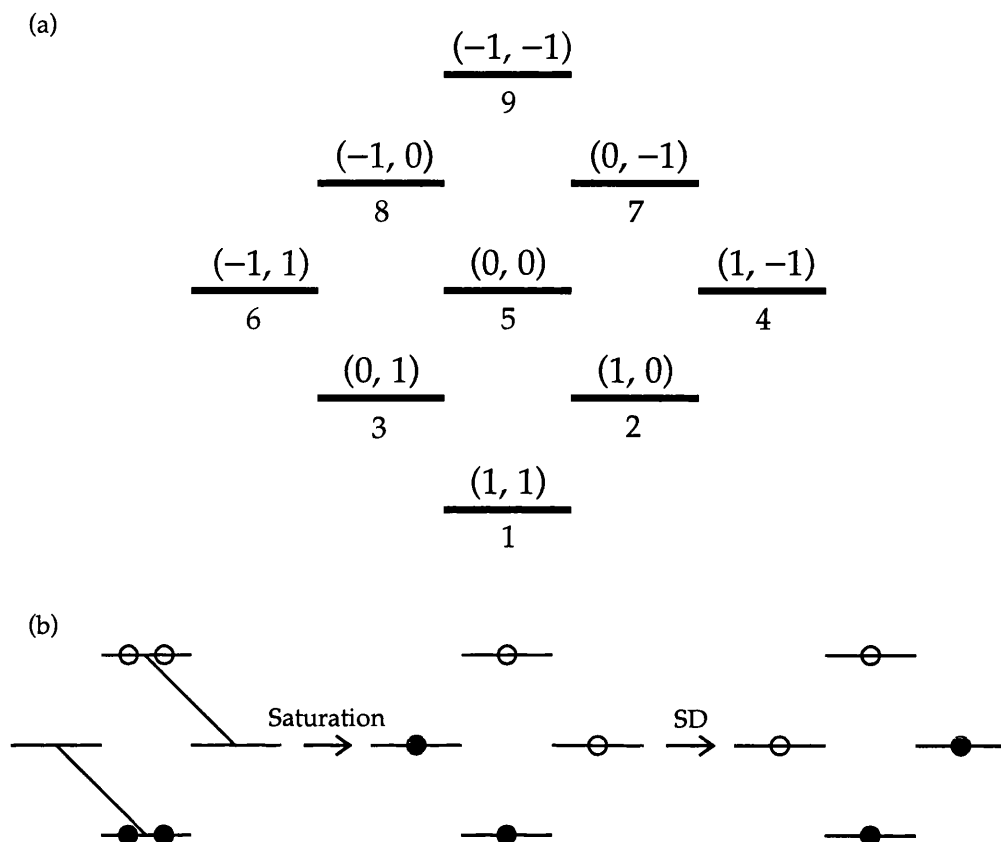 (a)
(−1, −1)
9
(−1, 0) (0, −1)
8 7
(−1, 1) (0, 0) (1, −1)
6 5 4
(0, 1) (1, 0)
3 2
(1, 1)
1
(b)
Saturation SD